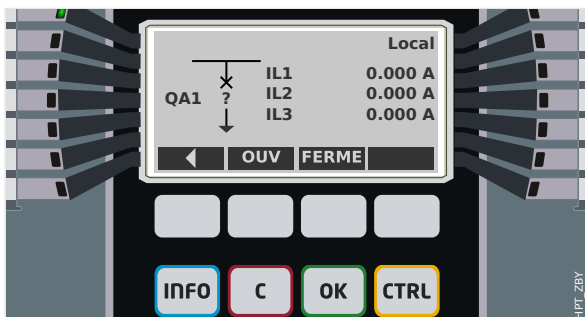 Local
IL1 0.000 A
QA1 ? IL2 0.000 A
IL3 0.000 A
OUV FERME
INFO C OK CTRL
HPT_ZBY